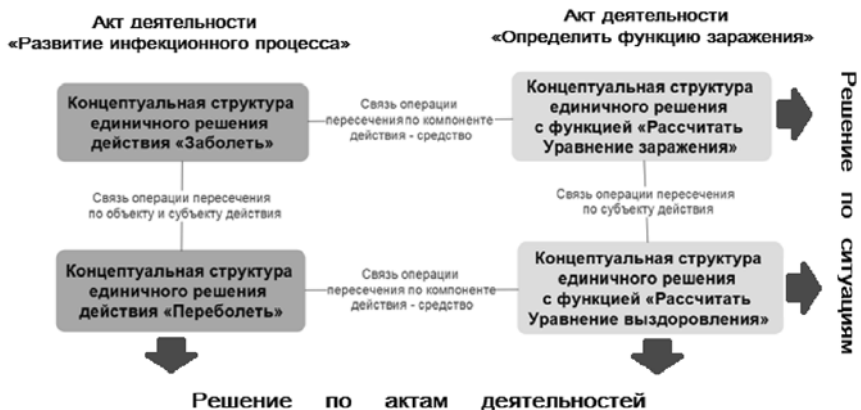 Акт деятельности
«Развитие инфекционного процесса»
Акт деятельности
«Определить функцию заражения»
Концептуальная структура
единичного решения
действия «Заболеть»
Связь операции
пересечения по компоненте
действия - средство
Концептуальная структура
единичного решения
с функцией «Рассчитать
Уравнение заражения»
Связь операции пересечения
по объекту и субъекту действия
Связь операции пересечения
по субъекту действия
Концептуальная структура
единичного решения
действия «Переболеть»
Связь операции
пересечения по компоненте
действия - средство
Концептуальная структура
единичного решения
с функцией «Рассчитать
Уравнение выздоровления»
Решение по ситуациям
Решение по актам деятельностей